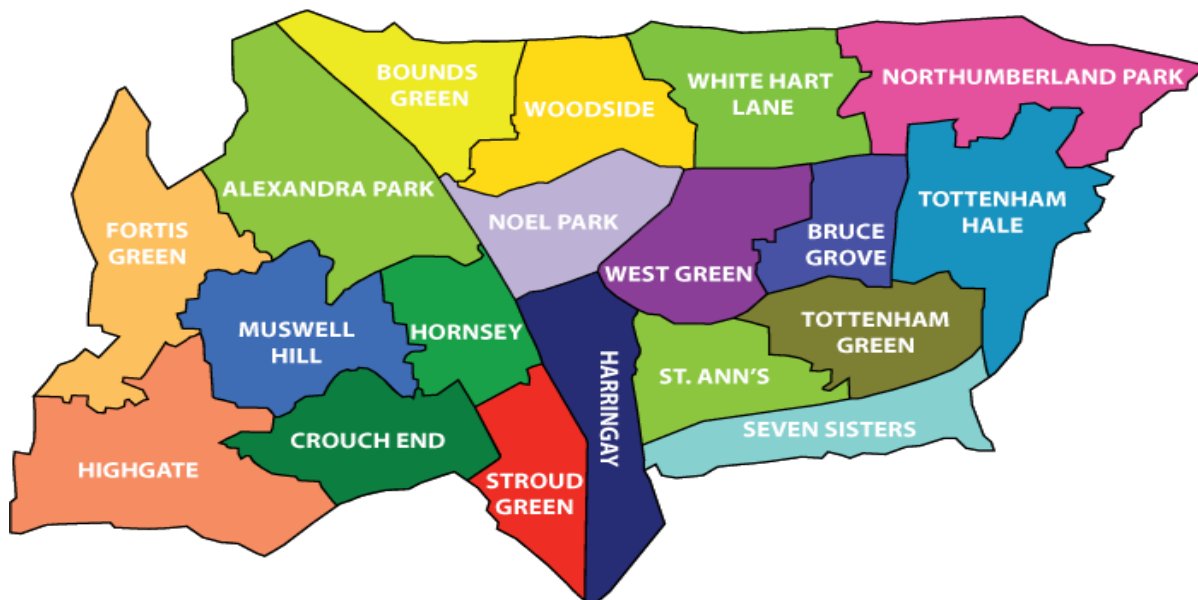 BOUNDS
GREEN
WOODSIDE
WHITE HART
LANE
NORTHUMBERLAND PARK
ALEXANDRA PARK
FORTIS
GREEN
NOEL PARK
WEST GREEN
BRUCE
GROVE
TOTTENHAM
HALE
MUSWELL
HILL
HORNSEY
HARRINGAY
ST. ANN'S
TOTTENHAM
GREEN
HIGHGATE
CROUCH END
STROUD
GREEN
SEVEN SISTERS